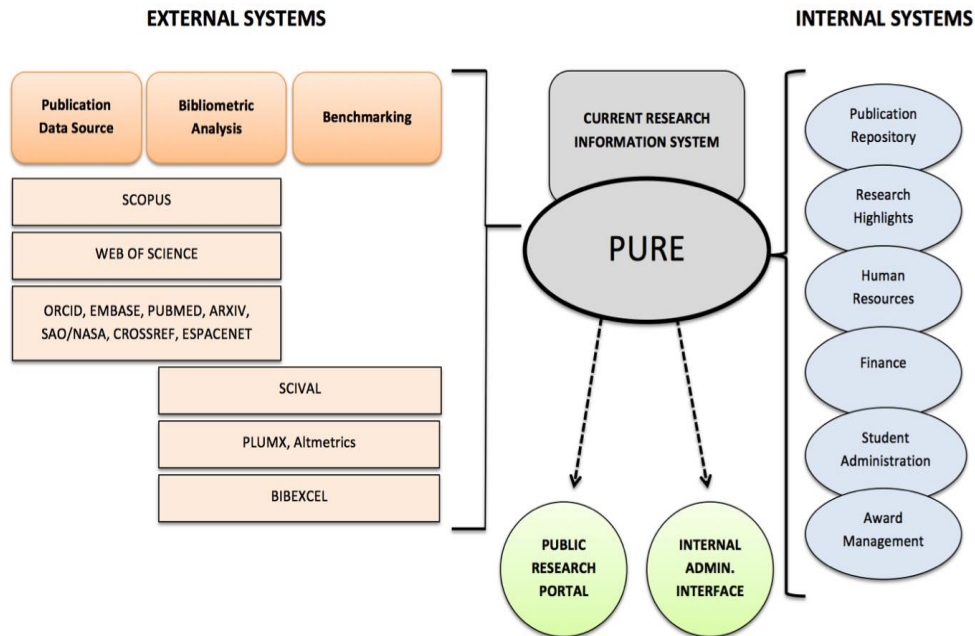 EXTERNAL SYSTEMS
INTERNAL SYSTEMS
Publication
Data Source
Bibliometric
Analysis
Benchmarking
SCOPUS
WEB OF SCIENCE
ORCID, EMBASE, PUBMED, ARXIV,
SAO/NASA, CROSSREF, ESPACENET
SCIVAL
PLUMX, Altmetrics
BIBEXCEL
CURRENT RESEARCH
INFORMATION SYSTEM
PURE
PUBLIC
RESEARCH
PORTAL
INTERNAL
ADMIN.
INTERFACE
Publication
Repository
Research
Highlights
Human
Resources
Finance
Student
Administration
Award
Management